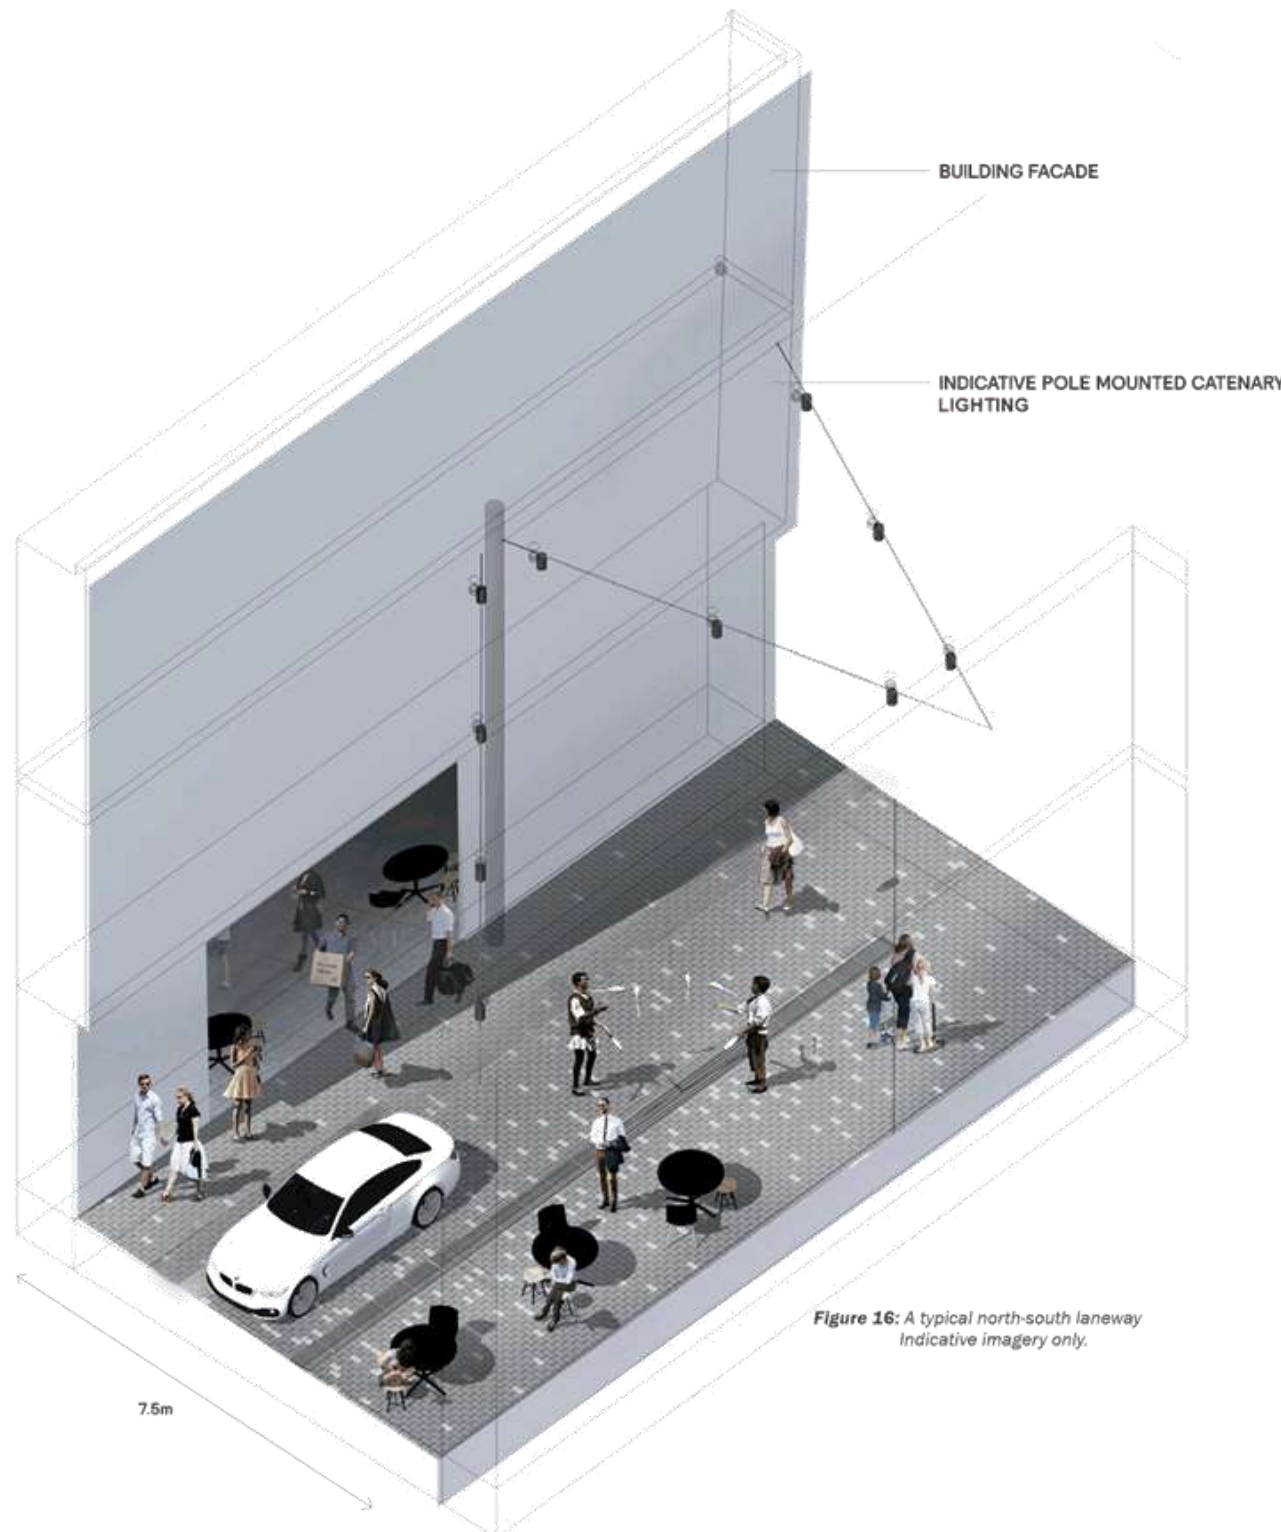 BUILDING FACADE
INDICATIVE POLE MOUNTED CATENARY
LIGHTING
Figure 16: A typical north-south laneway
Indicative imagery only.
7.5m